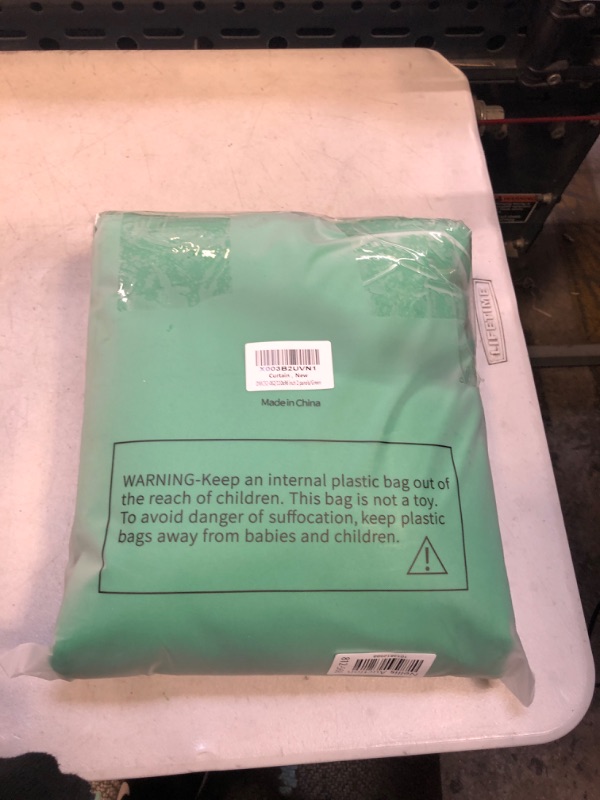 LIFETIME
X003B2UVN1
Curtain , New
Made in China
WARNING-Keep an internal plastic bag out of
the reach of children. This bag is not a toy.
To avoid danger of suffocation, keep plastic
bags away from babies and children.